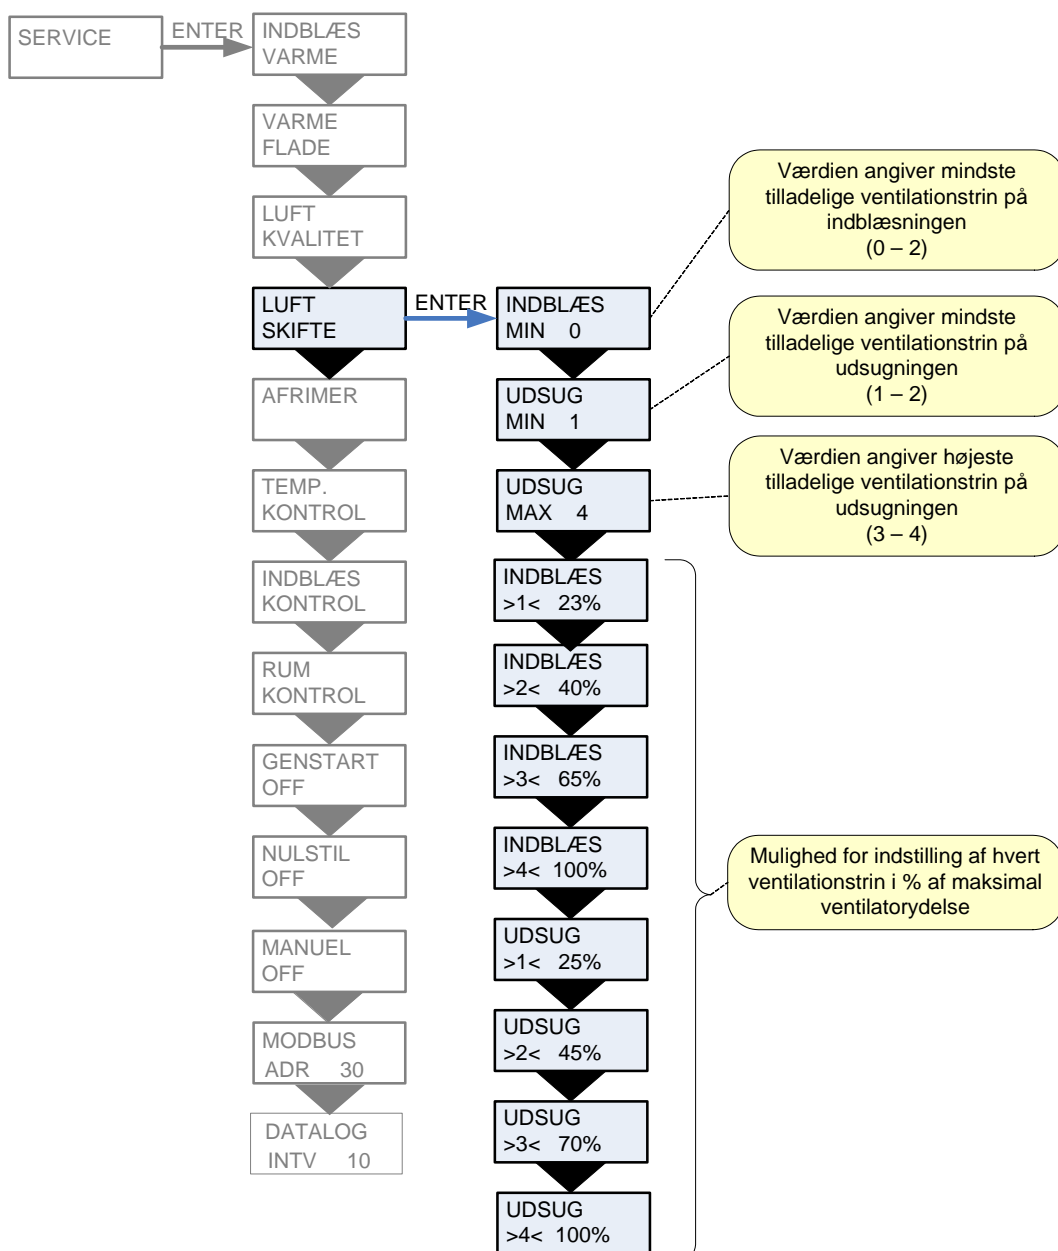 SERVICE
ENTER
INDBLÆS
VARME
VARME
FLADE
LUFT
KVALITET
LUFT
SKIFTE
AFRIMER
TEMP.
KONTROL
INDBLÆS
KONTROL
RUM
KONTROL
GENSTART
OFF
NULSTIL
OFF
MANUEL
OFF
MODBUS
ADR 30
DATALOG
INTV 10
ENTER
INDBLÆS
MIN 0
UDSUG
MIN 1
UDSUG
MAX 4
INDBLÆS
>1< 23%
INDBLÆS
>2< 40%
INDBLÆS
>3< 65%
INDBLÆS
>4< 100%
UDSUG
>1< 25%
UDSUG
>2< 45%
UDSUG
>3< 70%
UDSUG
>4< 100%
Værdien angiver mindste
tilladelige ventilationstrin på
indblæsningen
(0 – 2)
Værdien angiver mindste
tilladelige ventilationstrin på
udsugningen
(1 – 2)
Værdien angiver højeste
tilladelige ventilationstrin på
udsugningen
(3 – 4)
Mulighed for indstilling af hvert
ventilationstrin i % af maksimal
ventilatorydelse